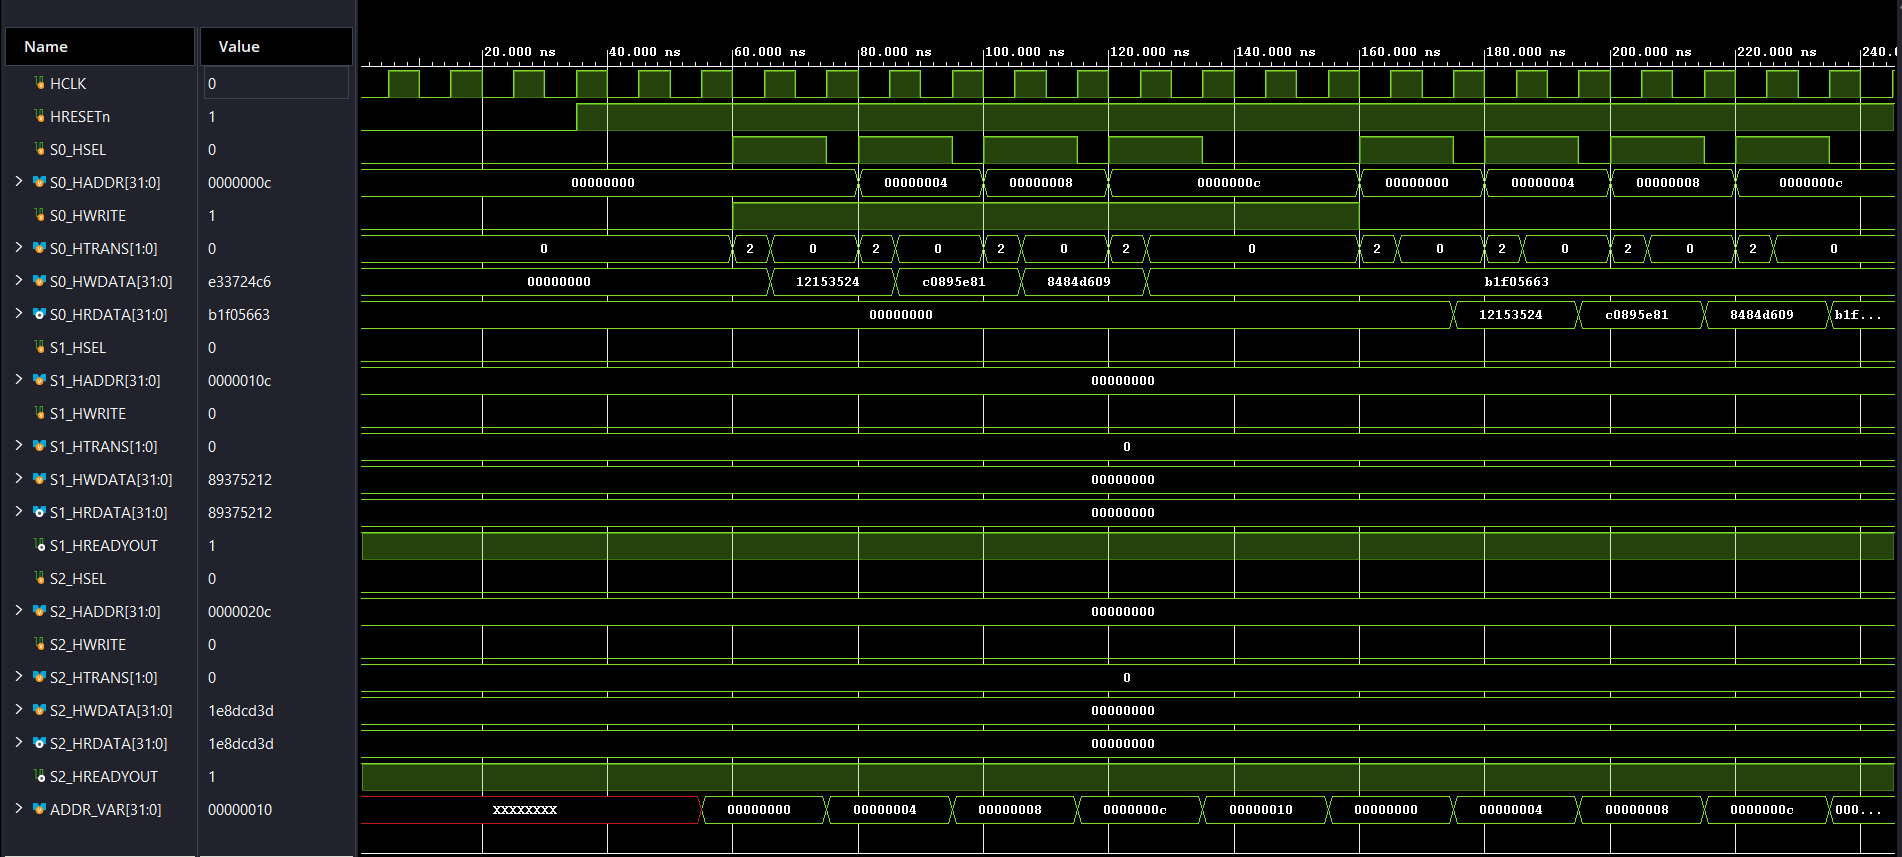 Name Value
20.000 ns 40.000 ns 60.000 ns 80.000 ns 100.000 ns 120.000 ns 140.000 ns 160.000 ns 180.000 ns 200.000 ns 220.000 ns 240.0
HCLK 0
HRESETn 1
S0_HSEL 0
S0_HADDR[31:0] 0000000c 00000000 00000004 00000008 0000000c 00000000 00000004 00000008 0000000c
S0_HWRITE 1
S0_HTRANS[1:0] 0 0 2 0 2 0 2 0 2 0 2 0 2 0 2 0 2 0
S0_HWDATA[31:0] e33724c6 00000000 12153524 c0895e81 8484d609 b1f05663
S0_HRDATA[31:0] b1f05663 00000000 12153524 c0895e81 8484d609 b1f...
S1_HSEL 0
S1_HADDR[31:0] 0000010c 00000000
S1_HWRITE 0
S1_HTRANS[1:0] 0 0
S1_HWDATA[31:0] 89375212 00000000
S1_HRDATA[31:0] 89375212 00000000
S1_HREADYOUT 1
S2_HSEL 0
S2_HADDR[31:0] 0000020c 00000000
S2_HWRITE 0
S2_HTRANS[1:0] 0 0
S2_HWDATA[31:0] 1e8dcd3d 00000000
S2_HRDATA[31:0] 1e8dcd3d 00000000
S2_HREADYOUT 1
ADDR_VAR[31:0] 00000010 XXXXXXXX 00000000 00000004 00000008 0000000c 00000010 00000000 00000004 00000008 0000000c 000...